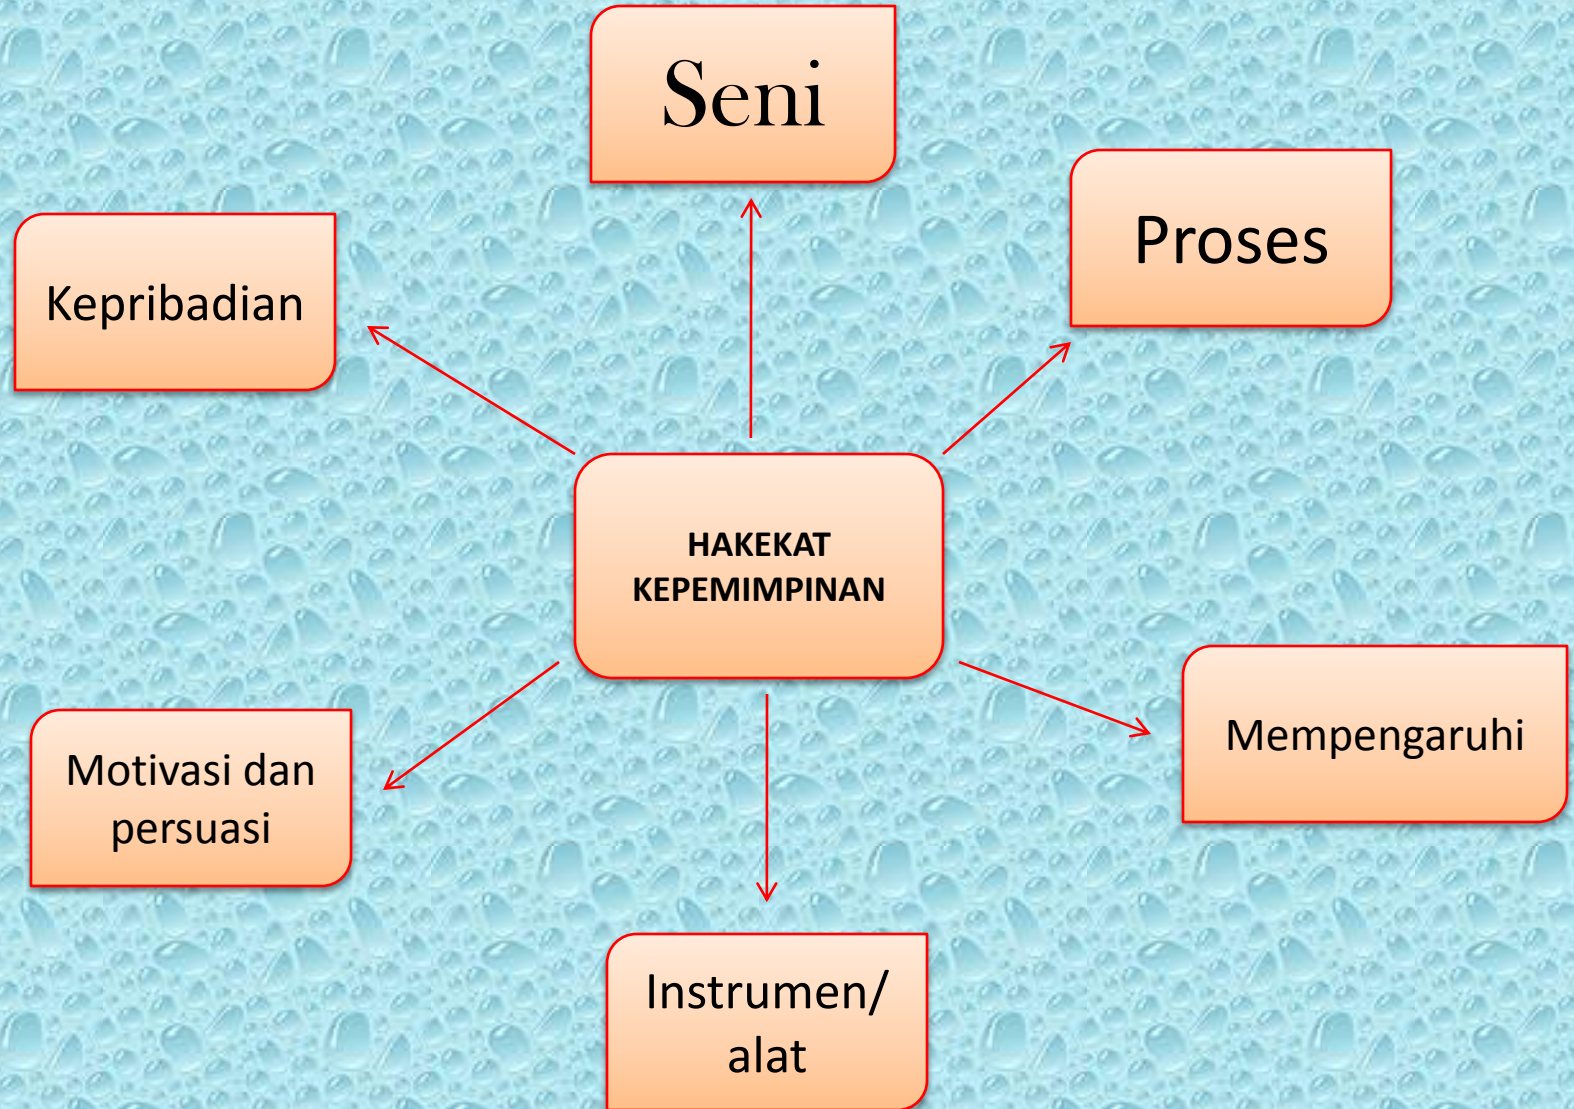 Seni
Proses
Kepribadian
HAKEKAT
KEPEMIMPINAN
Mempengaruhi
Motivasi dan
persuasi
Instrumen/
alat